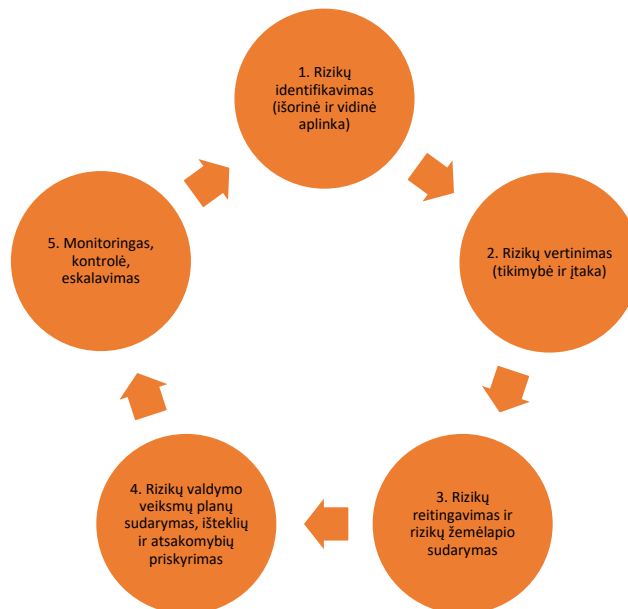 1. Rizikų
identifikavimas
(išorinė ir vidinė
aplinka)
2. Rizikų vertinimas
(tikimybė ir įtaka)
3. Rizikų
reitingavimas ir
rizikų žemėlapio
sudarymas
4. Rizikų valdymo
veiksmų planų
sudarymas, išteklių
ir atsakomybių
priskyrimas
5. Monitoringas,
kontrolė,
eskalavimas